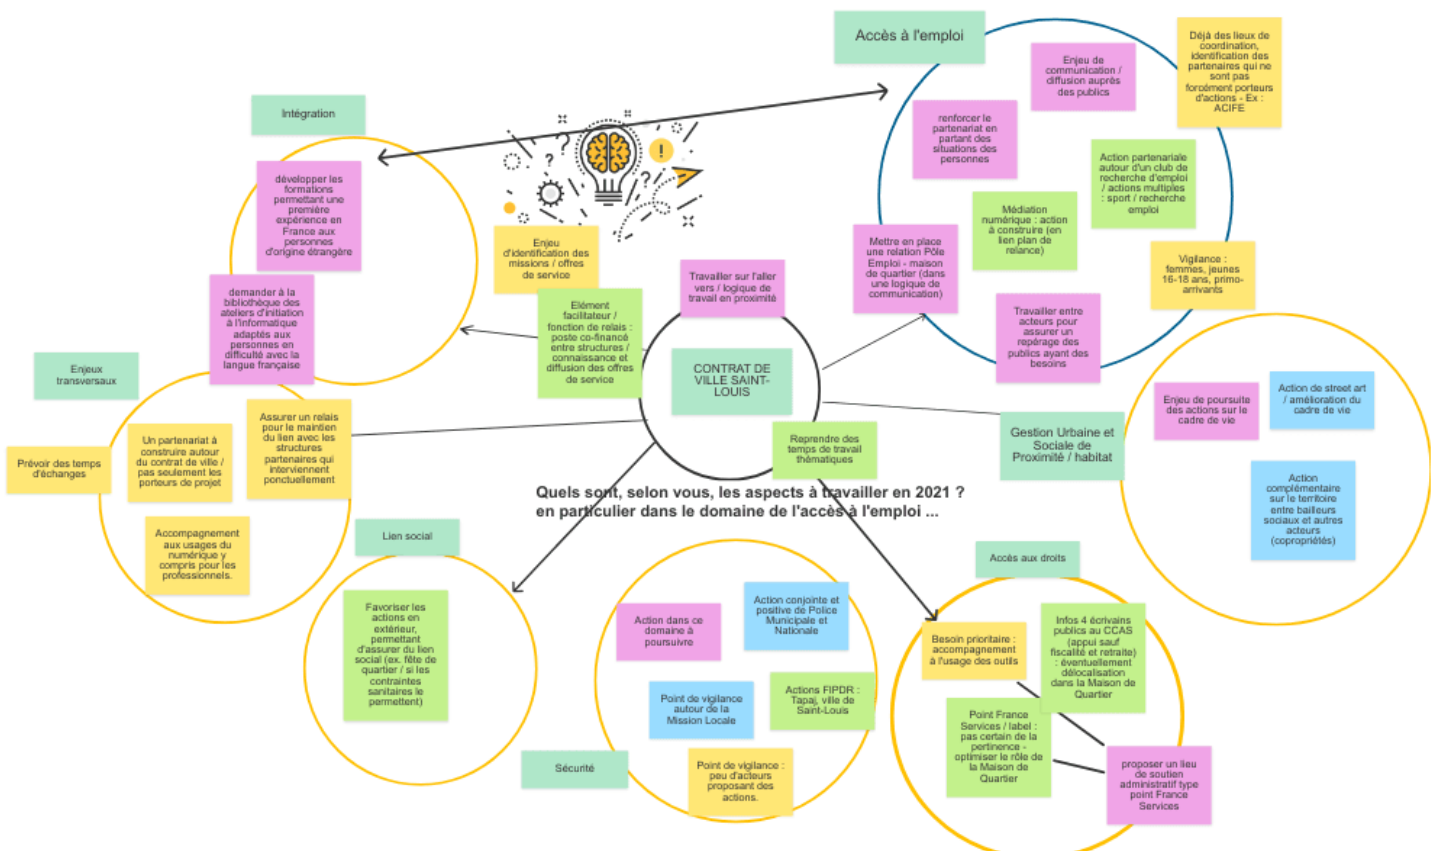 Accès à l'emploi
Enjeu de
communication /
diffusion auprès
des publics
Déjà des lieux de
coordination,
identification des
partenaires qui ne
sont pas
forcément porteurs
d'actions - Ex :
ACIFE
renforcer le
partenariat en
partant des
situations des
personnes
Action partenariale
autour d'un club de
recherche d'emploi
/ actions multiples
: sport / recherche
emploi
Médiation
numérique : action
à construire (en
lien plan de
relance)
Mettre en place
une relation Pôle
Emploi - maison
de quartier (dans
une logique de
communication)
Vigilance :
femmes, jeunes
16-18 ans, primo-
arrivants
Travailler entre
acteurs pour
assurer un
repérage des
publics ayant des
besoins
Intégration
développer les
formations
permettant une
première
expérience en
France aux
personnes
d'origine étrangère
demander à la
bibliothèque des
ateliers d'initiation
à l'informatique
adaptés aux
personnes en
difficulté avec la
langue française
Enjeu
d'identification des
missions / offres
de service
Elément
facilitateur /
fonction de relais :
poste co-financé
entre structures /
connaissance et
diffusion des offres
de service
Travailler sur l'aller
vers / logique de
travail en proximité
CONTRAT DE
VILLE SAINT-
LOUIS
Reprendre des
temps de travail
thématiques
Quels sont, selon vous, les aspects à travailler en 2021 ?
en particulier dans le domaine de l'accès à l'emploi ...
Enjeux
transversaux
Prévoir des temps
d'échanges
Un partenariat à
construire autour
du contrat de ville /
pas seulement les
porteurs de projet
Assurer un relais
pour le maintien
du lien avec les
structures
partenaires qui
interviennent
ponctuellement
Accompagnement
aux usages du
numérique y
compris pour les
professionnels.
Gestion Urbaine et
Sociale de
Proximité / habitat
Enjeu de poursuite
des actions sur le
cadre de vie
Action de street art
/ amélioration du
cadre de vie
Action
complémentaire
sur le territoire
entre bailleurs
sociaux et autres
acteurs
(copropriétés)
Lien social
Favoriser les
actions en
extérieur,
permettant
d'assurer du lien
social (ex. fête de
quartier / si les
contraintes
sanitaires le
permettent)
Sécurité
Action dans ce
domaine à
poursuivre
Action conjointe et
positive de Police
Municipale et
Nationale
Point de vigilance
autour de la
Mission Locale
Actions FIPDR :
Tapaj, ville de
Saint-Louis
Point de vigilance :
peu d'acteurs
proposant des
actions.
Accès aux droits
Besoin prioritaire :
accompagnement
à l'usage des outils
Infos 4 écrivains
publics au CCAS
(appui sauf
fiscalité et retraite)
: éventuellement
délocalisation
dans la Maison de
Quartier
Point France
Services / label :
pas certain de la
pertinence -
optimiser le rôle de
la Maison de
Quartier
proposer un lieu
de soutien
administratif type
point France
Services